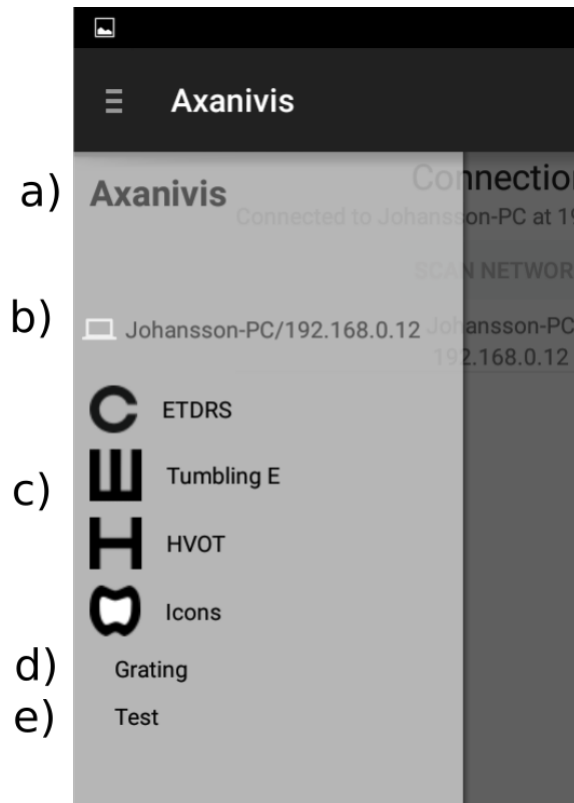 Axanivis
a) Axanivis
Connection
Connected to Johansson-PC at 19
SCAN NETWOR
b) Johansson-PC/192.168.0.12
Johansson-PC
192.168.0.12
ETDRS
c) Tumbling E
HVOT
Icons
d) Grating
e) Test